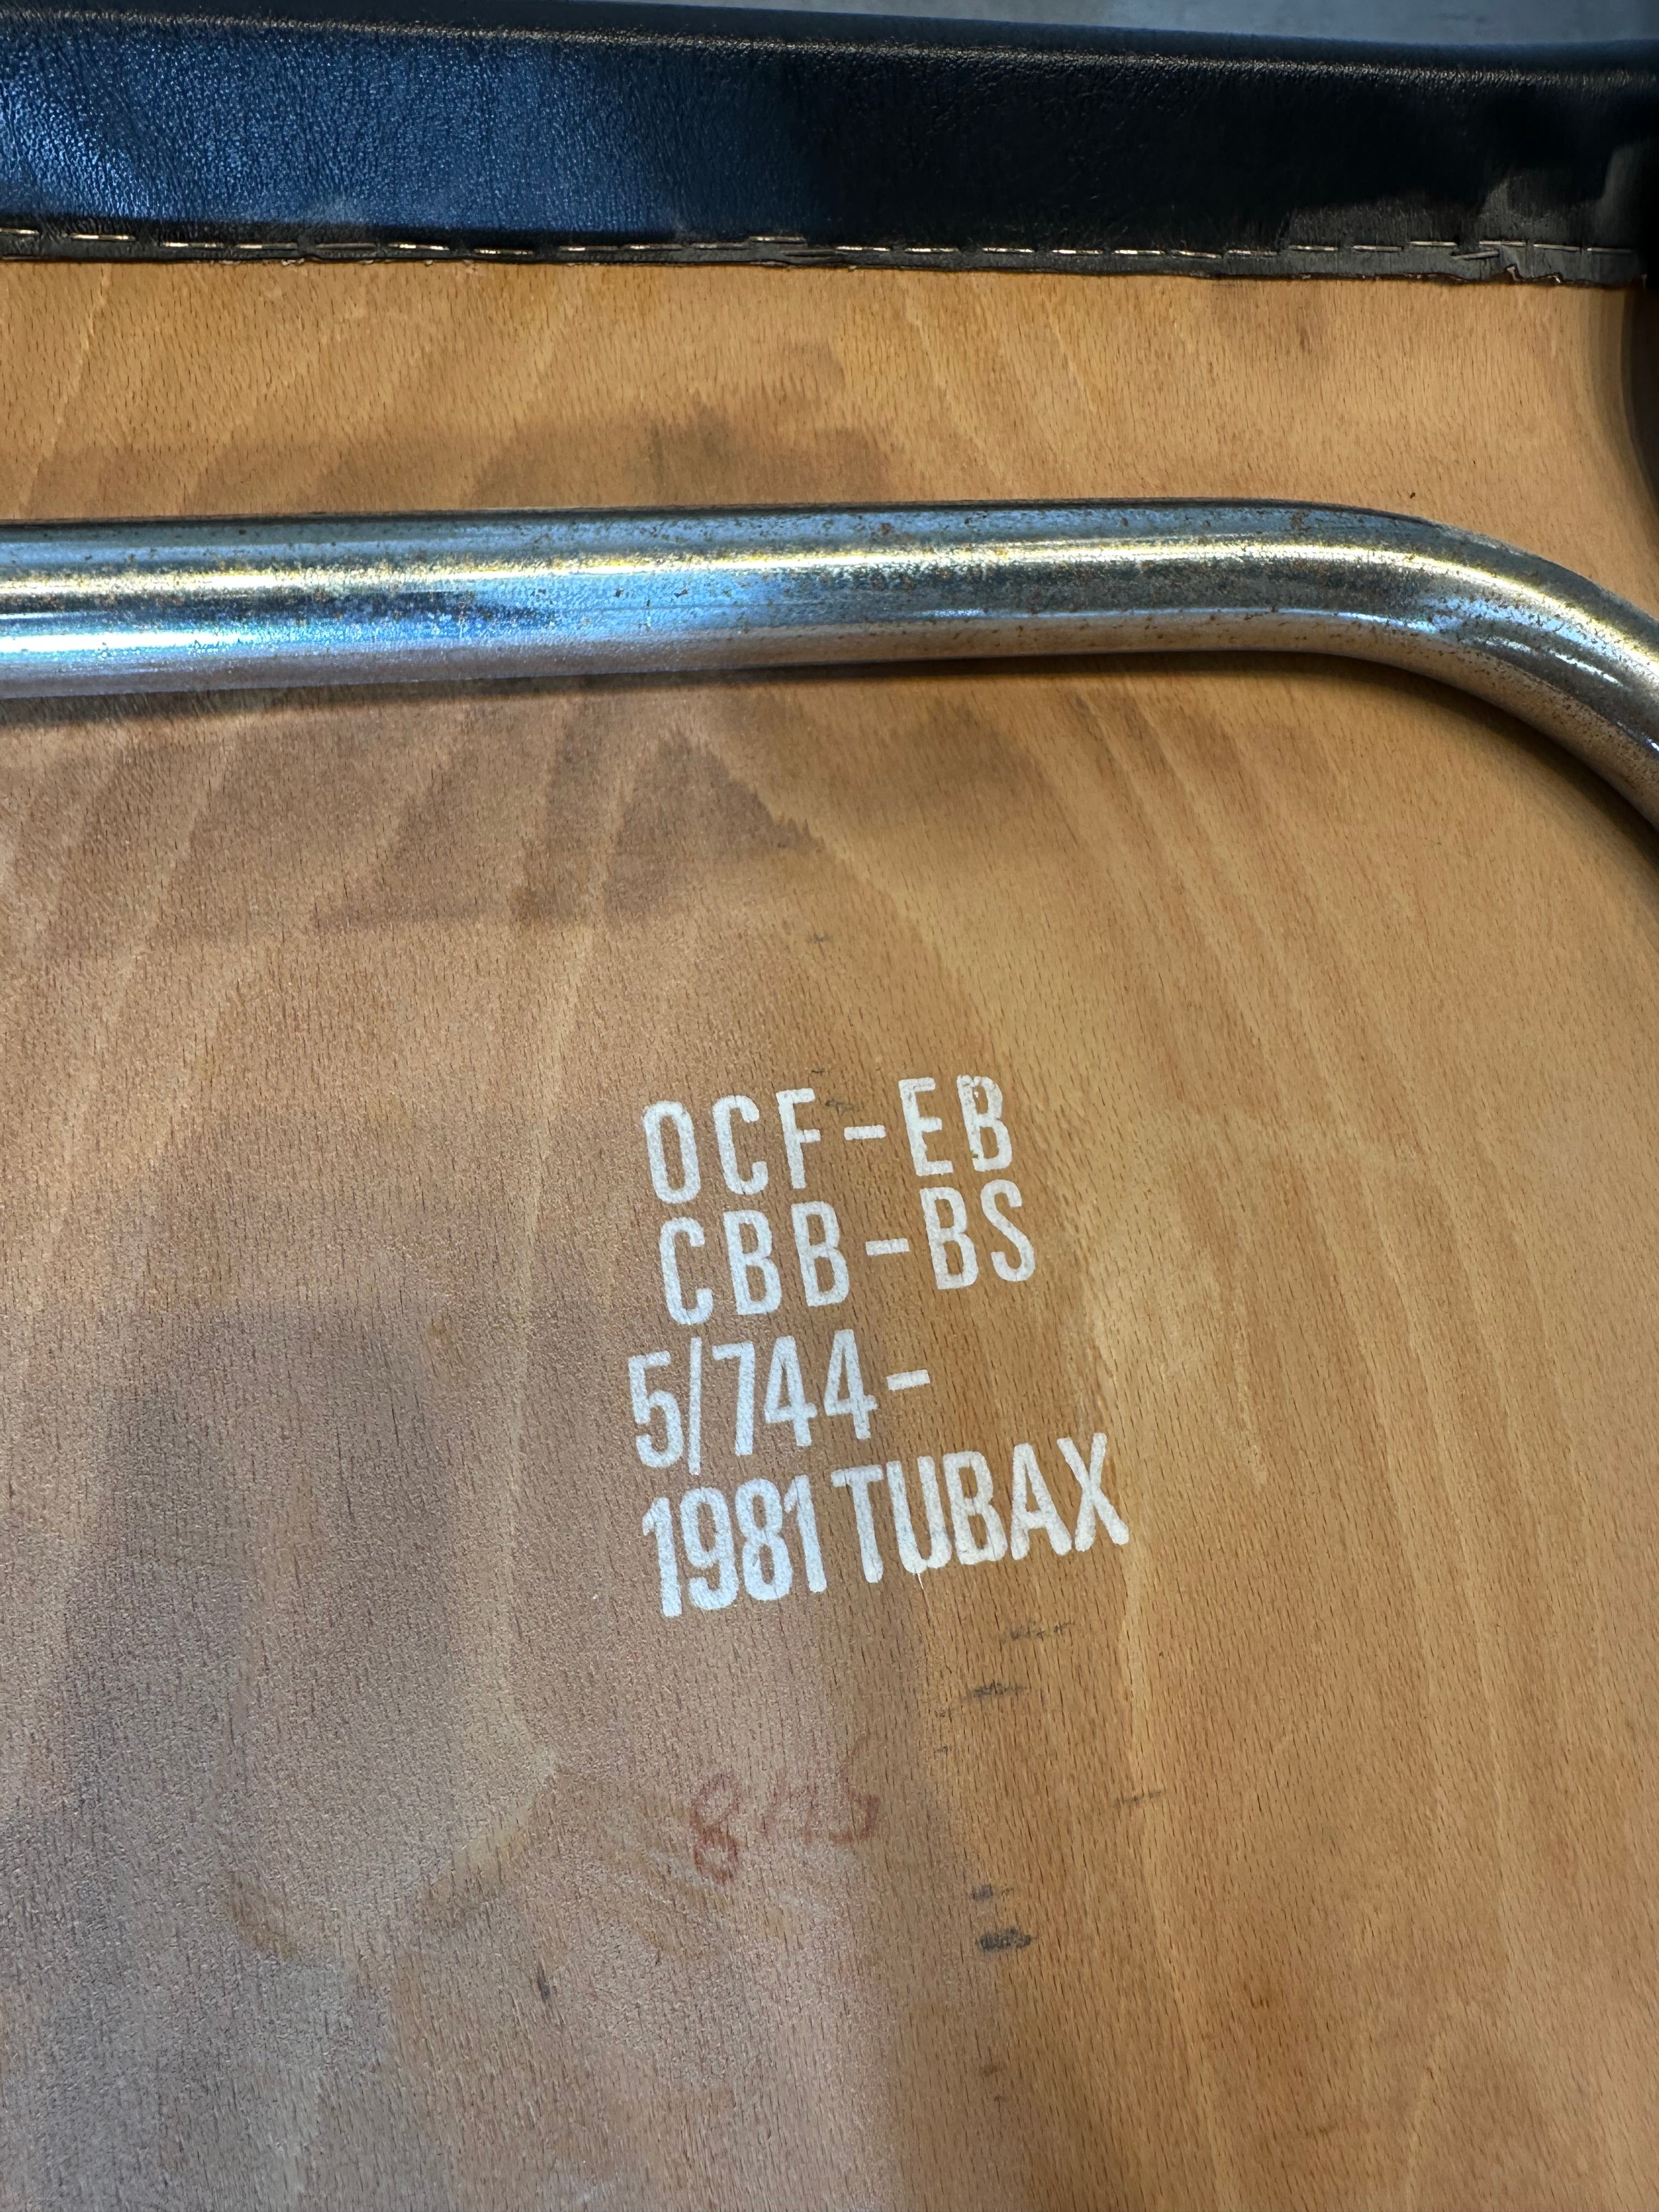 OCF-EB
CBB-BS
5/744-
1981 TUBAX